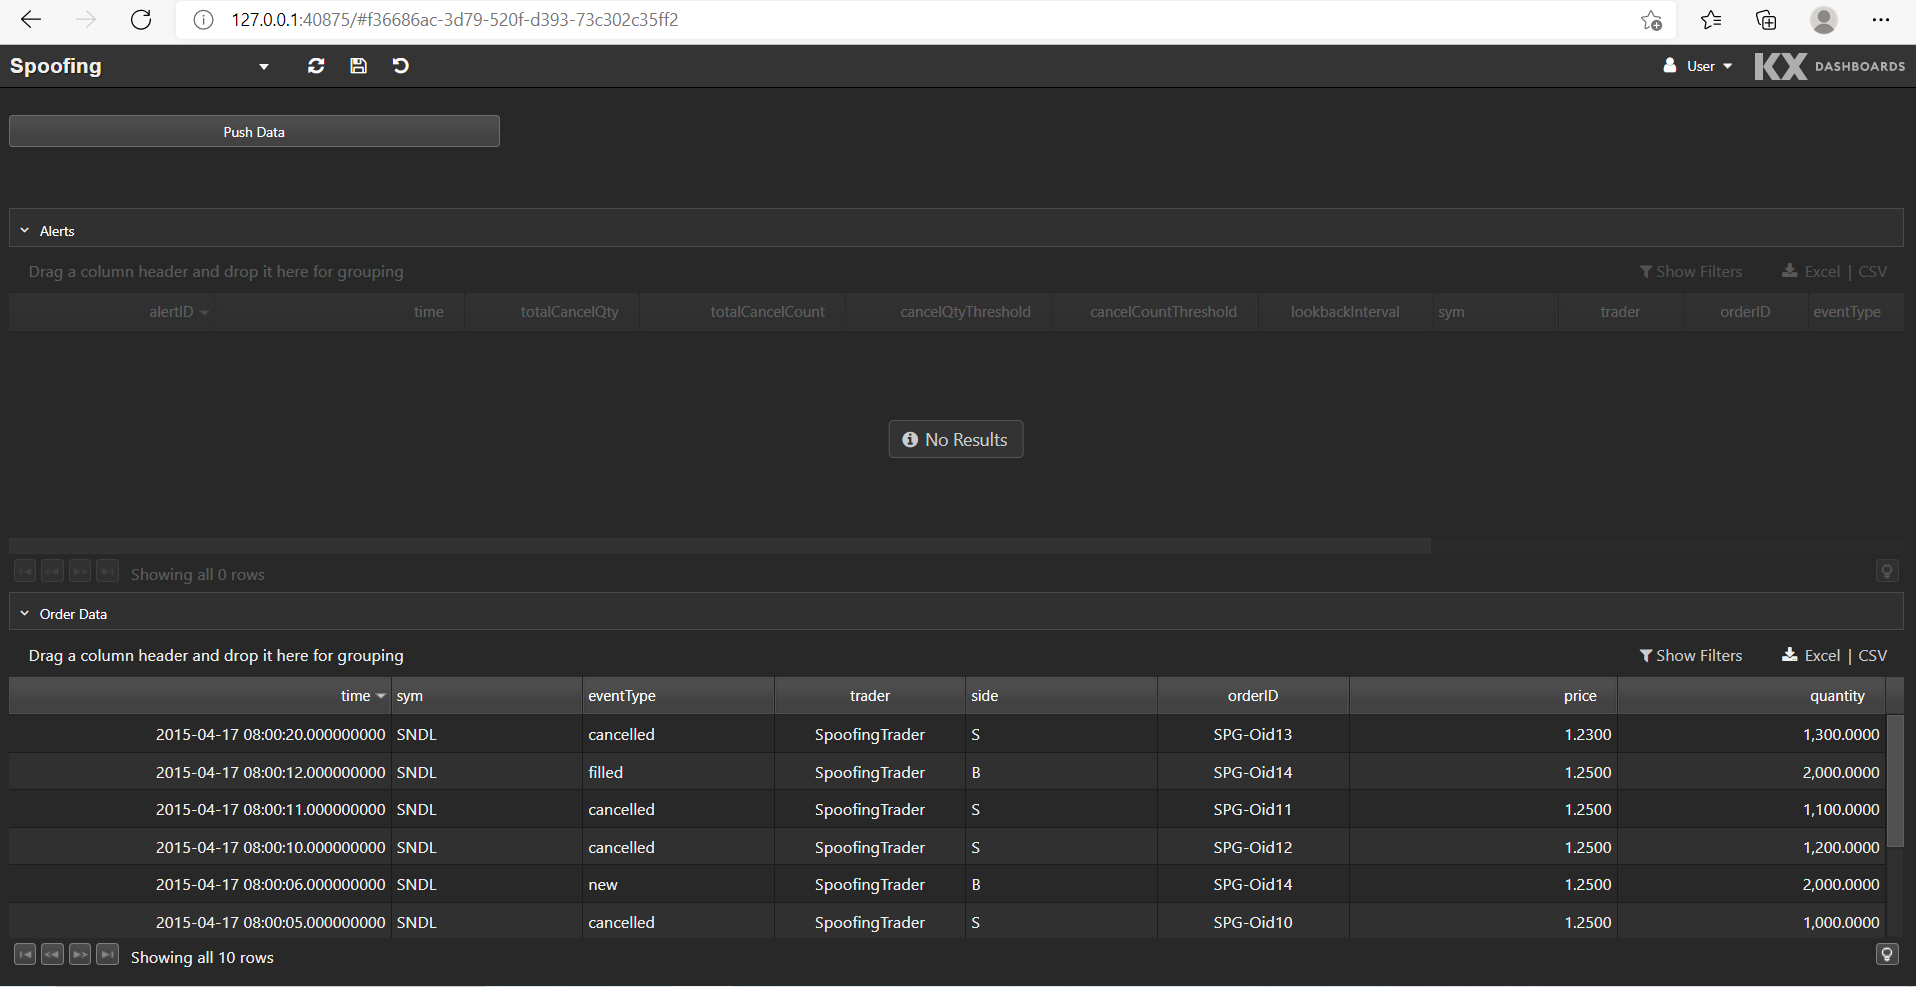 127.0.0.1:40875/#f36686ac-3d79-520f-d393-73c302c35ff2
Spoofing User KX DASHBOARDS
Push Data
Alerts
Drag a column header and drop it here for grouping Show Filters Excel | CSV
alertID time totalCancelQty totalCancelCount cancelQtyThreshold cancelCountThreshold lookbackInterval sym trader orderID eventType
No Results
Showing all 0 rows
Order Data
Drag a column header and drop it here for grouping Show Filters Excel | CSV
time sym eventType trader side orderID price quantity
2015-04-17 08:00:20.000000000 SNDL cancelled SpoofingTrader S SPG-Oid13 1.2300 1,300.0000
2015-04-17 08:00:12.000000000 SNDL filled SpoofingTrader B SPG-Oid14 1.2500 2,000.0000
2015-04-17 08:00:11.000000000 SNDL cancelled SpoofingTrader S SPG-Oid11 1.2500 1,100.0000
2015-04-17 08:00:10.000000000 SNDL cancelled SpoofingTrader S SPG-Oid12 1.2500 1,200.0000
2015-04-17 08:00:06.000000000 SNDL new SpoofingTrader B SPG-Oid14 1.2500 2,000.0000
2015-04-17 08:00:05.000000000 SNDL cancelled SpoofingTrader S SPG-Oid10 1.2500 1,000.0000
Showing all 10 rows